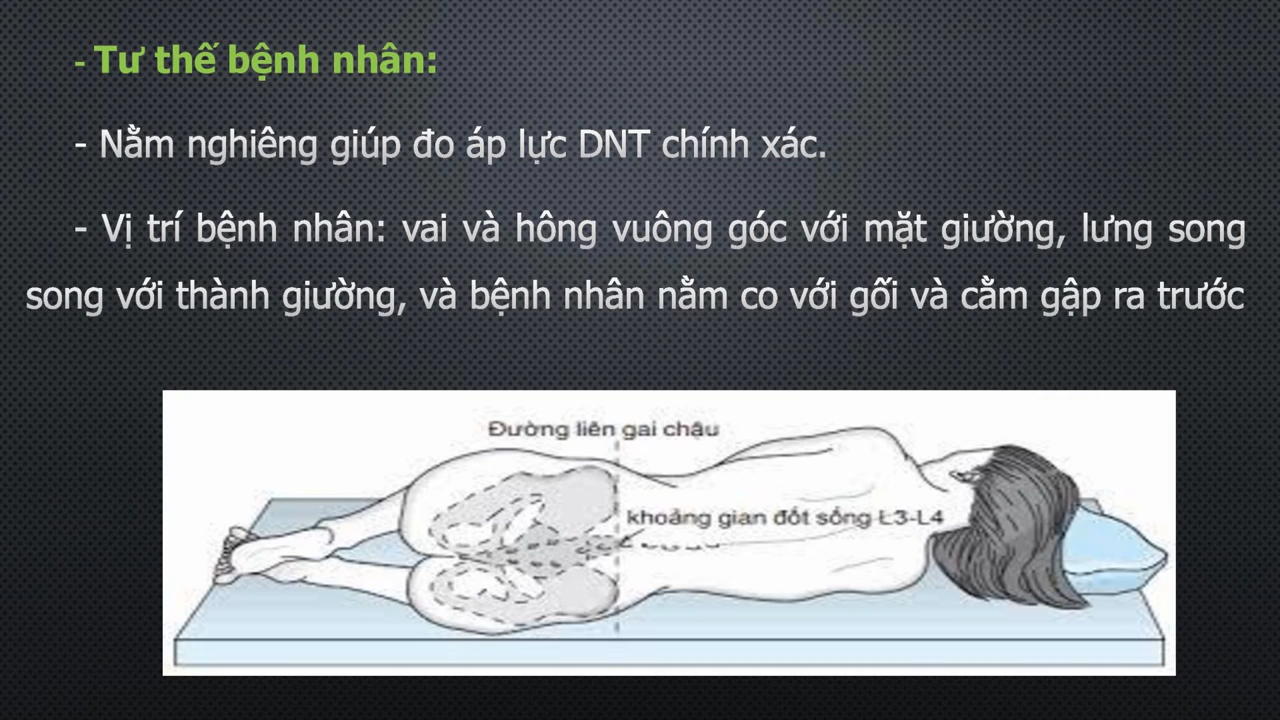 - Tư thế bệnh nhân:
- Nằm nghiêng giúp đo áp lực DNT chính xác.
- Vị trí bệnh nhân: vai và hông vuông góc với mặt giường, lưng song
song với thành giường, và bệnh nhân nằm co với gối và cằm gập ra trước
Đường liên gai chậu
khoảng gian đốt sống L3-L4